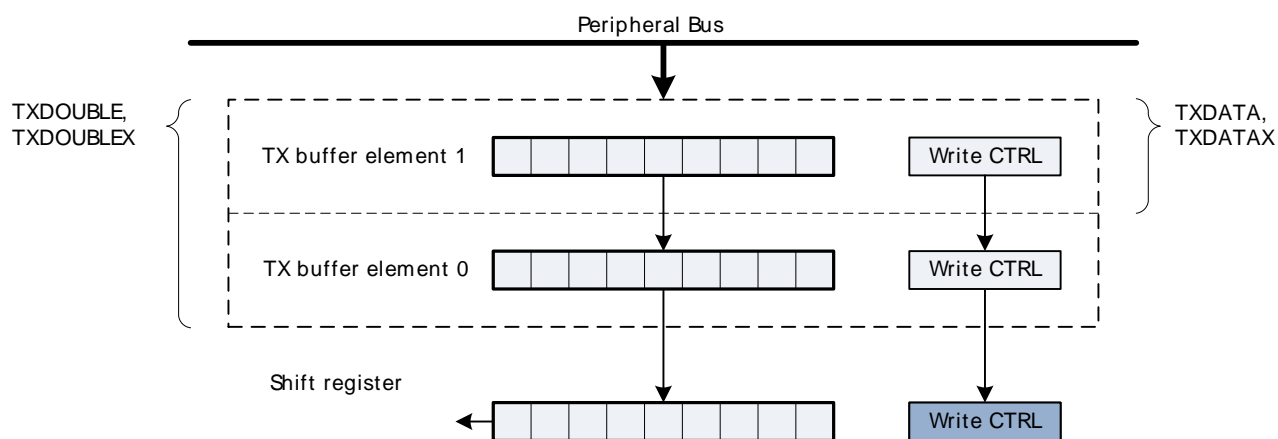 Peripheral Bus
TXDOUBLE,
TXDOUBLEX
TXDATA,
TXDATAX
TX buffer element 1
Write CTRL
TX buffer element 0
Write CTRL
Shift register
Write CTRL